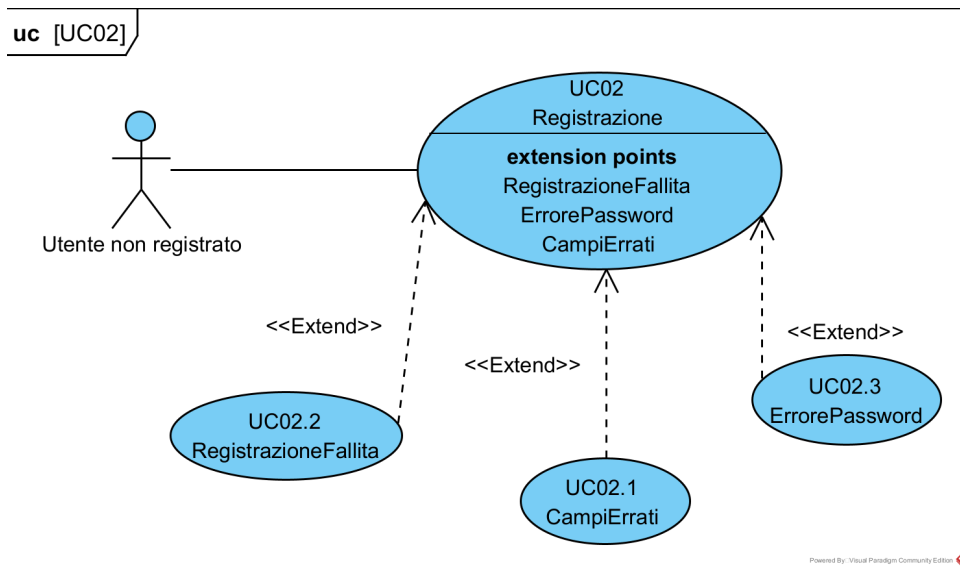 uc [UC02]
UC02
Registrazione
extension points
RegistrazioneFallita
ErrorePassword
CampiErrati
Utente non registrato
<<Extend>>
<<Extend>>
<<Extend>>
UC02.2
RegistrazioneFallita
UC02.1
CampiErrati
UC02.3
ErrorePassword
Powered By: Visual Paradigm Community Edition